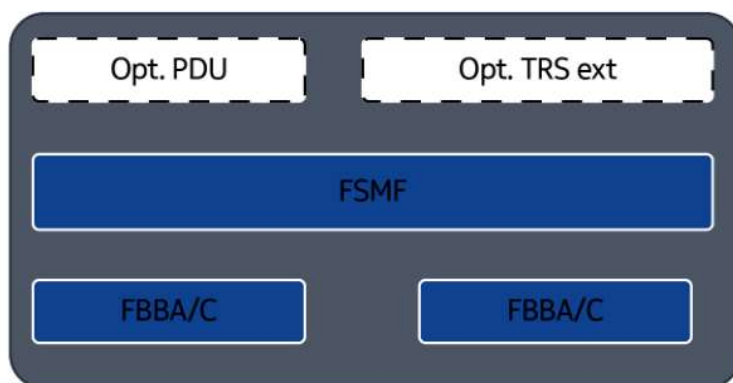 Opt. PDU
Opt. TRS ext
FSMF
FBBA/C
FBBA/C